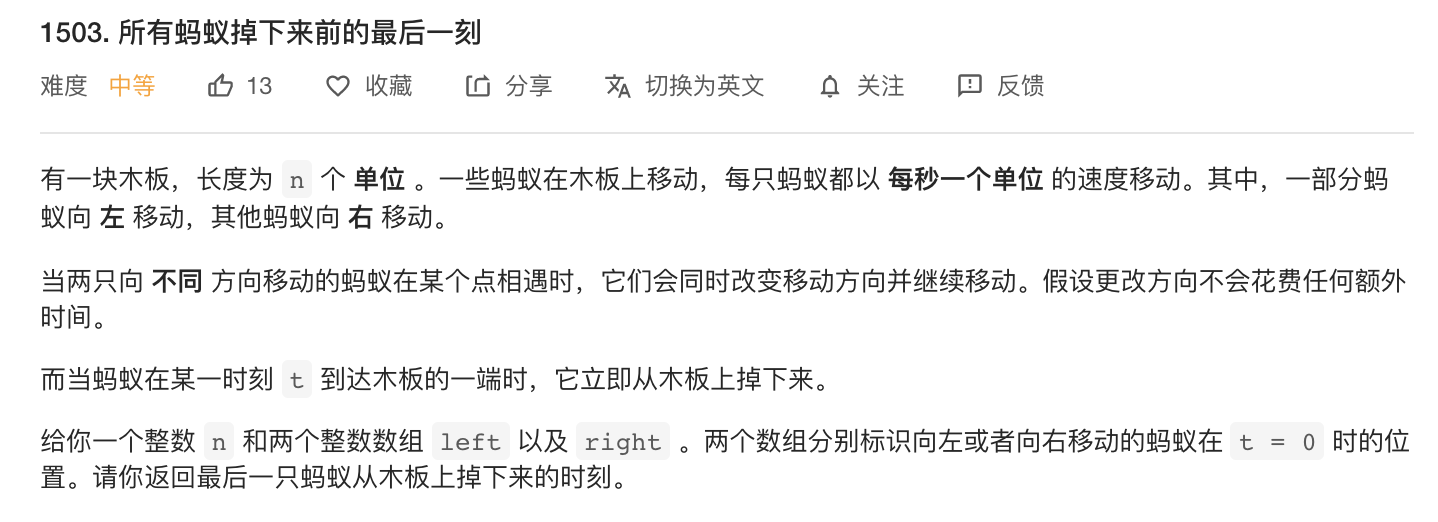 1503. 所有蚂蚁掉下来前的最后一刻
难度 中等 13 收藏 分享 切换为英文 关注 反馈
有一块木板，长度为 n 个 单位 。一些蚂蚁在木板上移动，每只蚂蚁都以 每秒一个单位 的速度移动。其中，一部分蚂
蚁向 左 移动，其他蚂蚁向 右 移动。
当两只向 不同 方向移动的蚂蚁在某个点相遇时，它们会同时改变移动方向并继续移动。假设更改方向不会花费任何额外
时间。
而当蚂蚁在某一时刻 t 到达木板的一端时，它立即从木板上掉下来。
给你一个整数 n 和两个整数数组 left 以及 right 。两个数组分别标识向左或者向右移动的蚂蚁在 t = 0 时的位
置。请你返回最后一只蚂蚁从木板上掉下来的时刻。